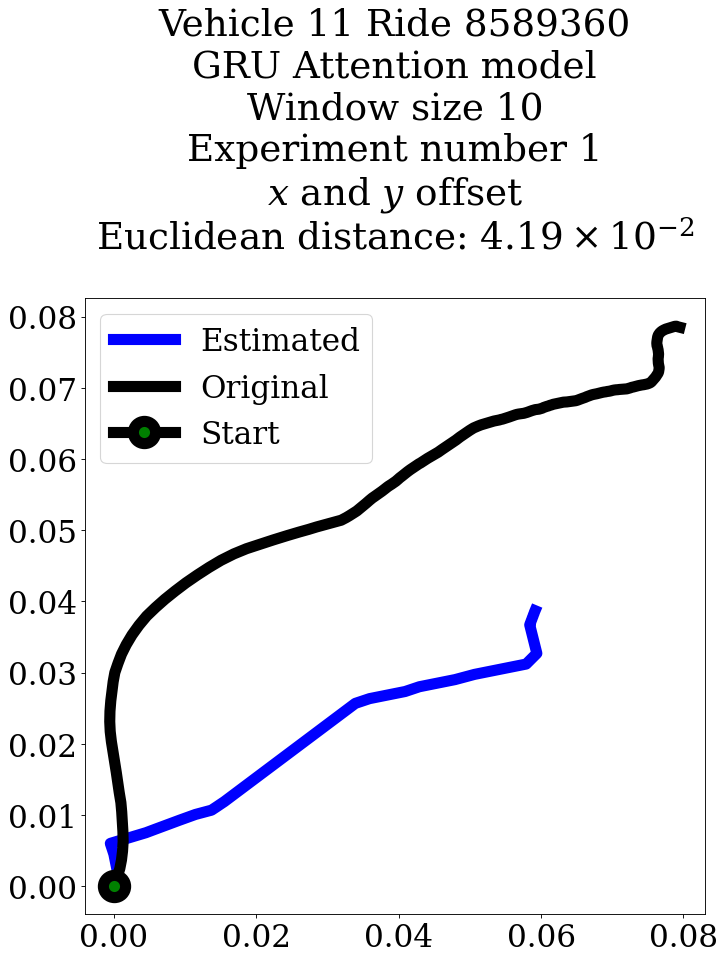 Vehicle 11 Ride 8589360
GRU Attention model
Window size 10
Experiment number 1
x and y offset
Euclidean distance: 4.19 × 10⁻²
Estimated
Original
Start
0.08
0.07
0.06
0.05
0.04
0.03
0.02
0.01
0.00
0.00 0.02 0.04 0.06 0.08